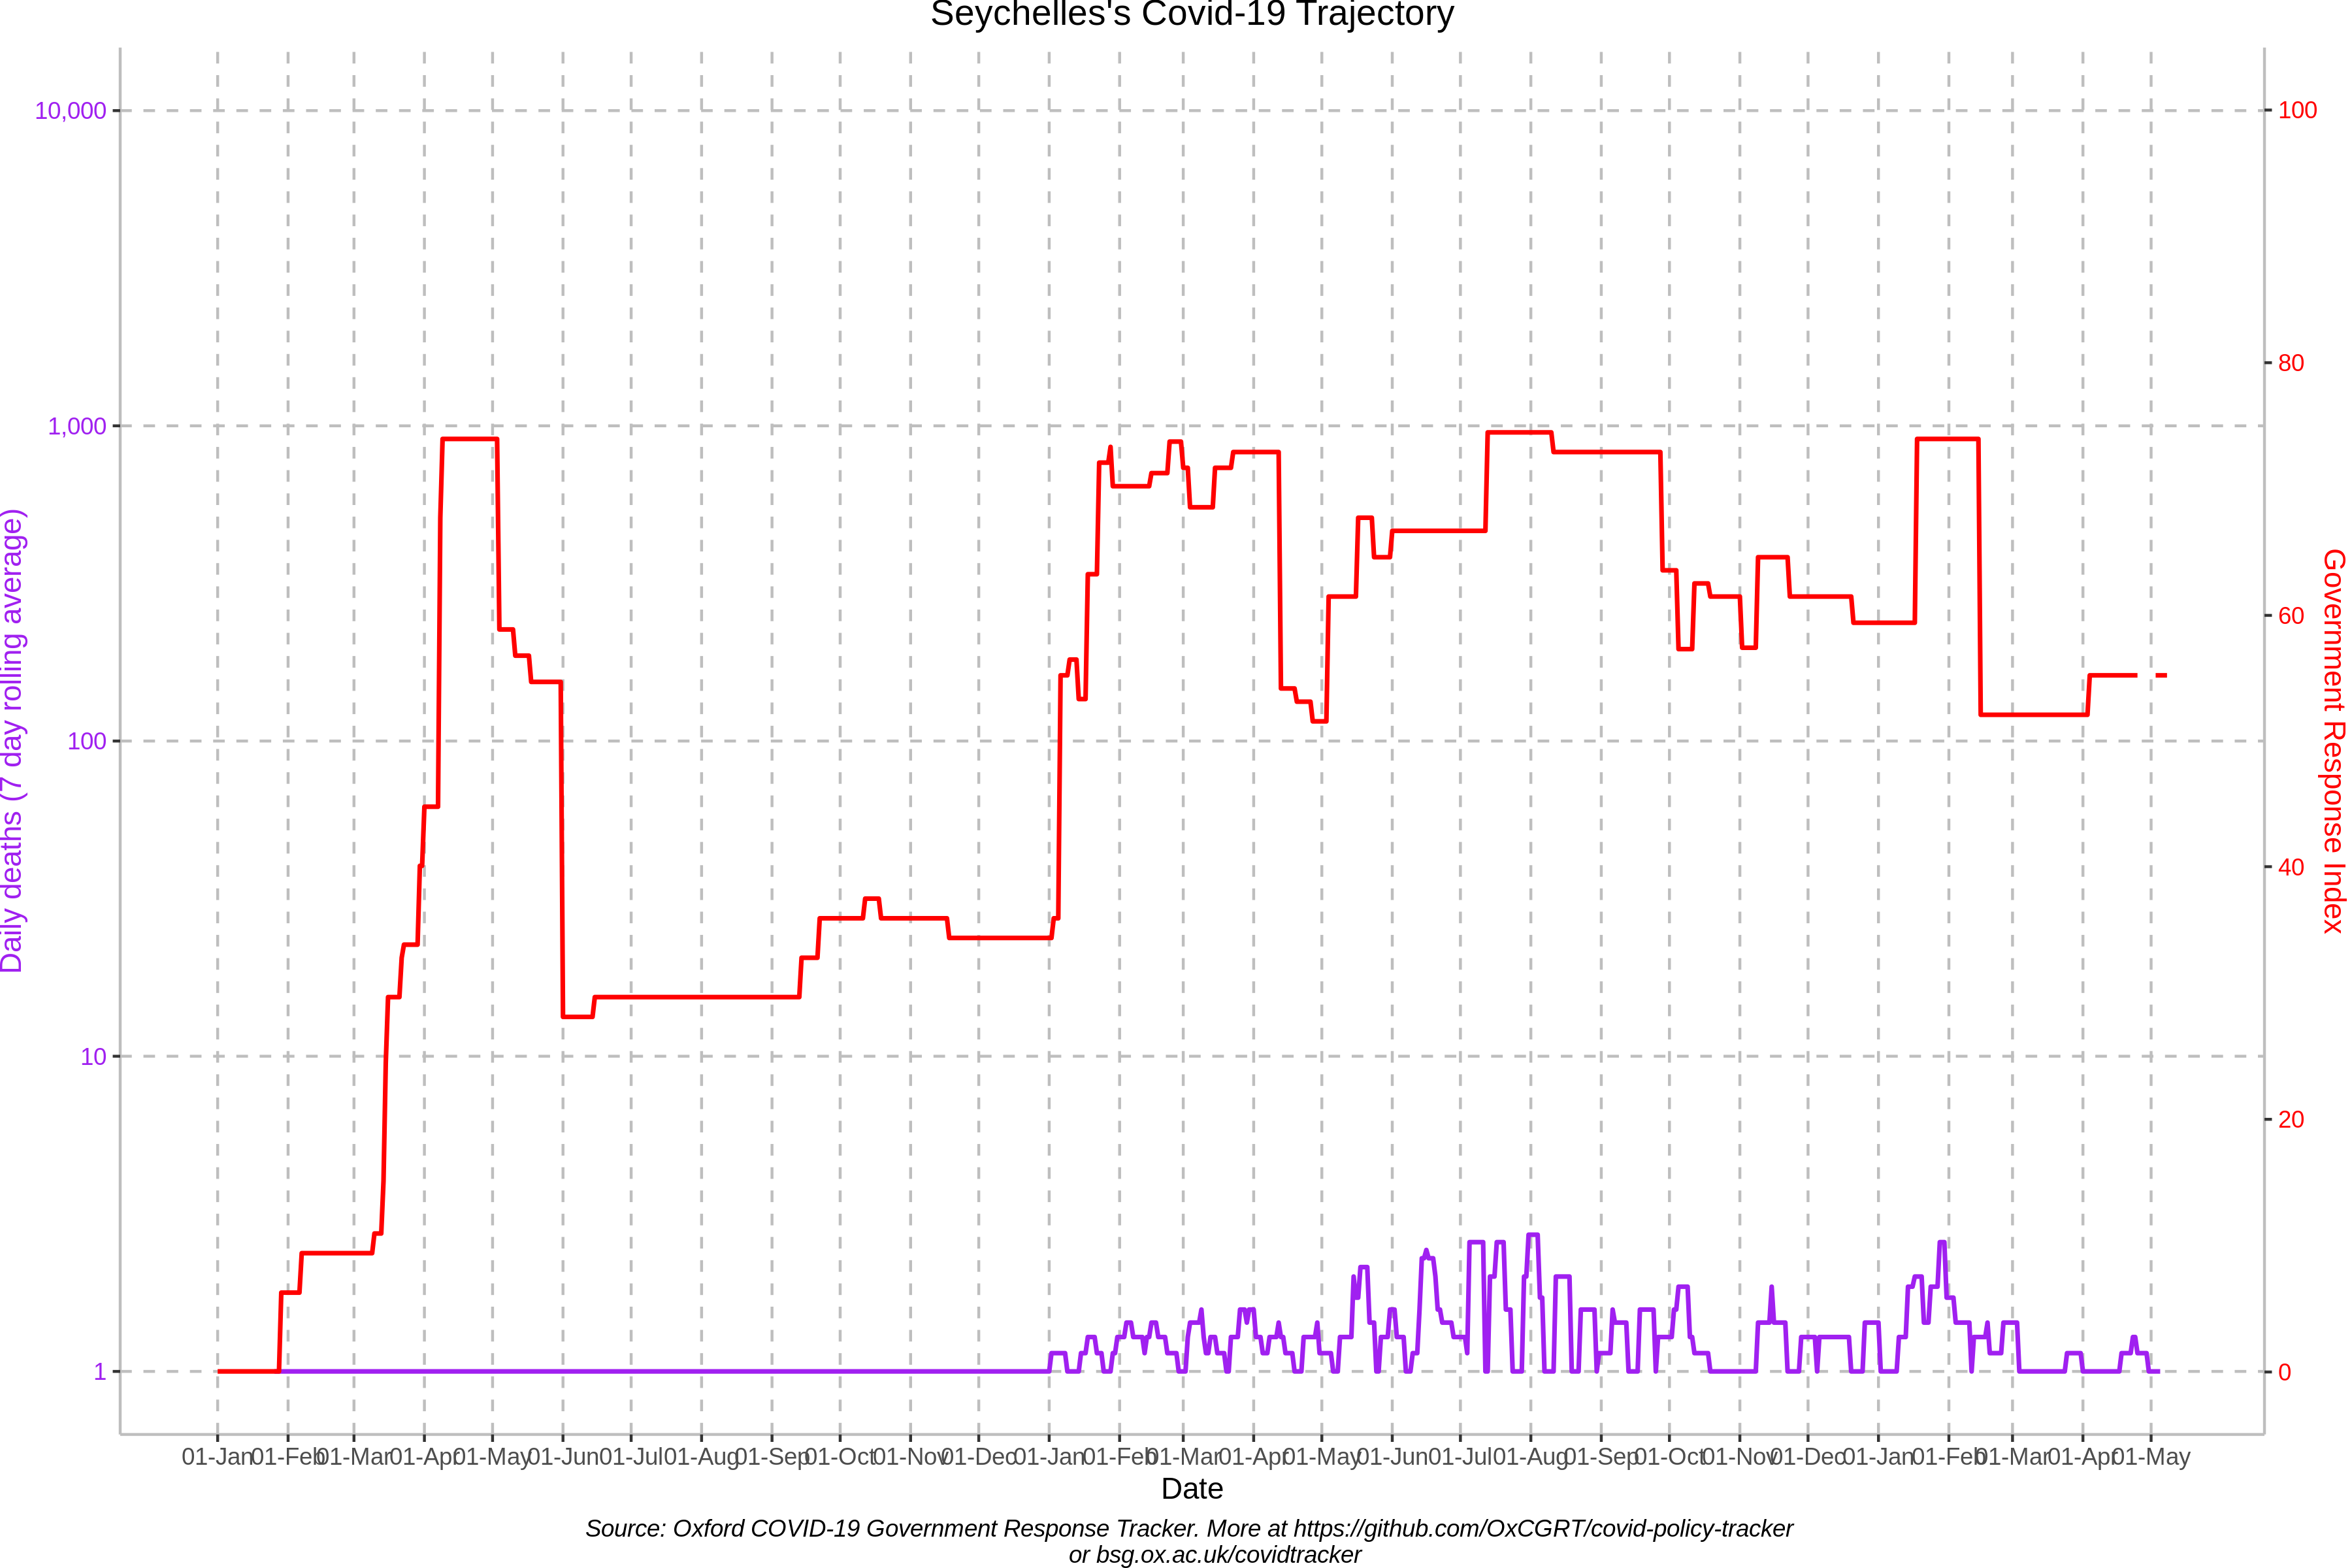 Seychelles's Covid-19 Trajectory
Daily deaths (7 day rolling average)
10,000
1,000
100
10
1
Government Response Index
100
80
60
40
20
0
01-Jan 01-Feb 01-Mar 01-Apr 01-May 01-Jun 01-Jul 01-Aug 01-Sep 01-Oct 01-Nov 01-Dec 01-Jan 01-Feb 01-Mar 01-Apr 01-May 01-Jun 01-Jul 01-Aug 01-Sep 01-Oct 01-Nov 01-Dec 01-Jan 01-Feb 01-Mar 01-Apr 01-May
Date
Source: Oxford COVID-19 Government Response Tracker. More at https://github.com/OxCGRT/covid-policy-tracker
or bsg.ox.ac.uk/covidtracker